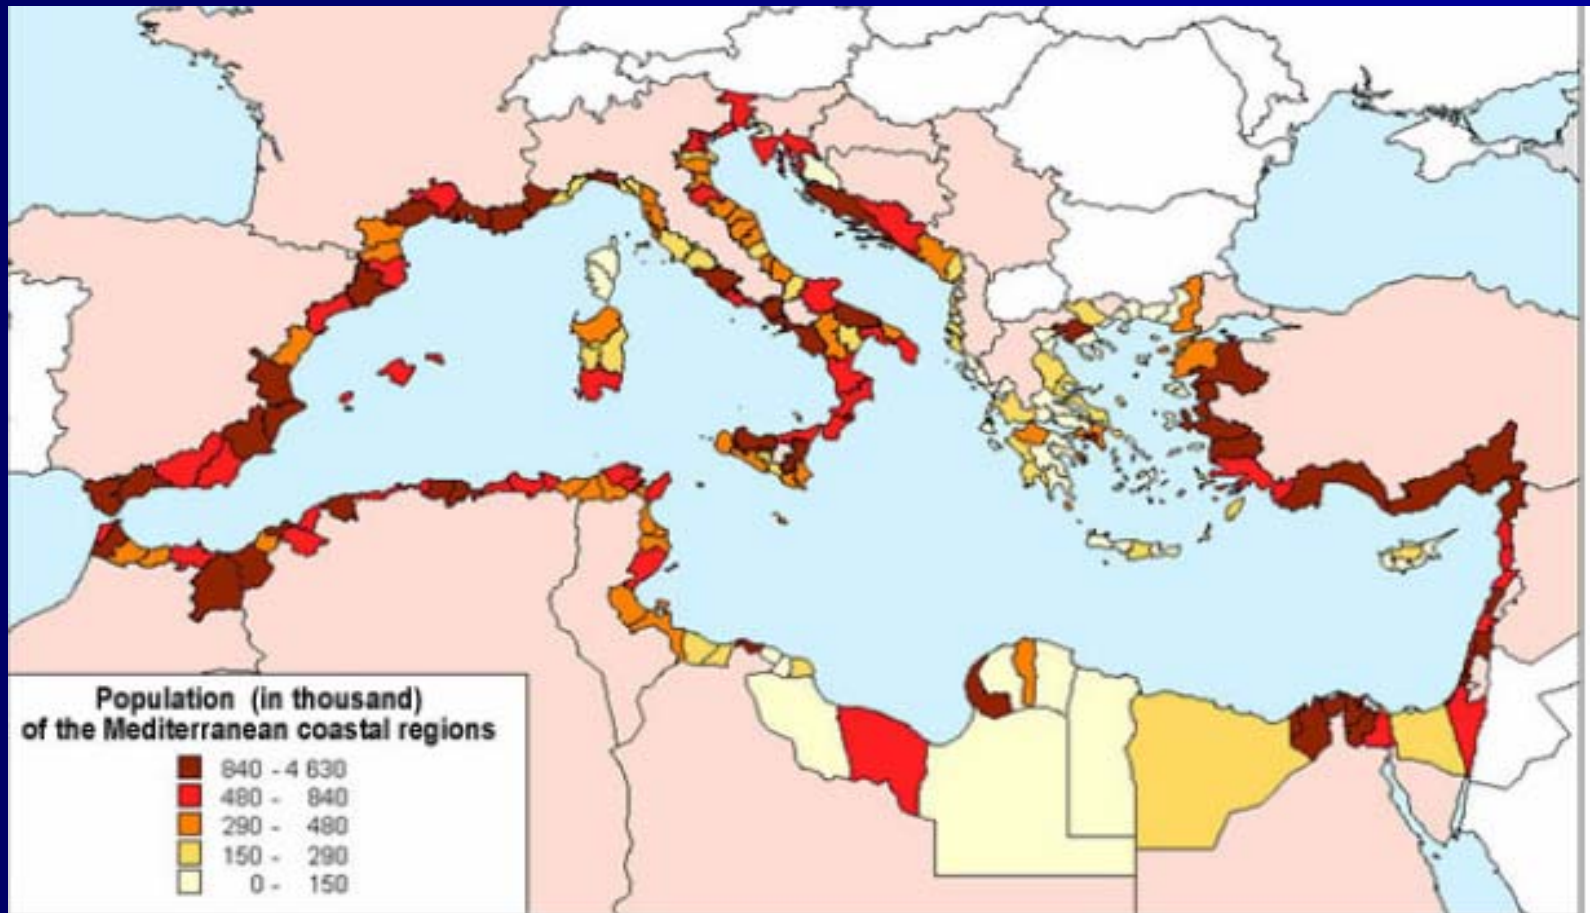 Population (in thousand)
of the Mediterranean coastal regions
840 - 4 630
480 - 840
290 - 480
150 - 290
0 - 150